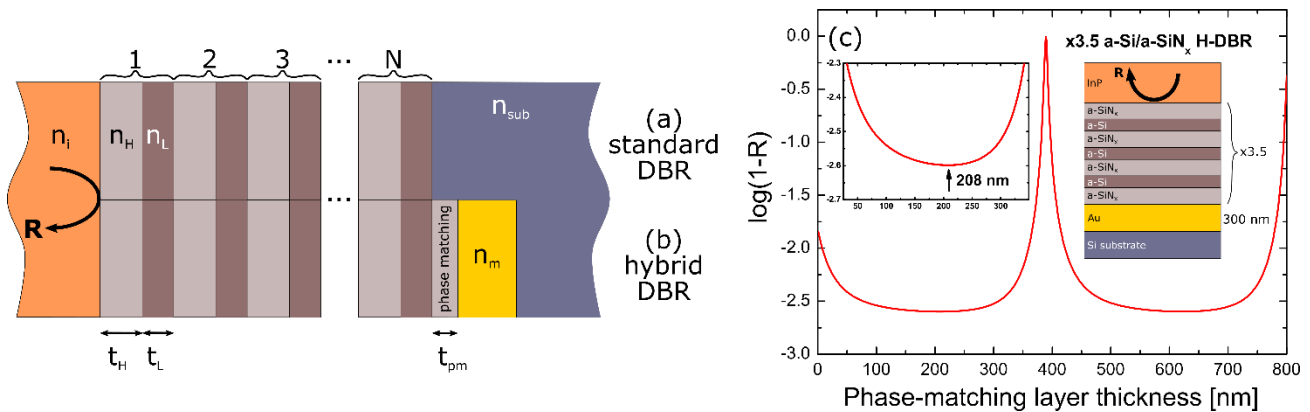 1 2 3 ... N
n_i n_H n_L n_sub
R
...
(a)
standard
DBR
(b)
hybrid
DBR
phase matching
n_m
t_H t_L t_pm
(c)
x3.5 a-Si/a-SiN_x H-DBR
log(1-R)
0.0
-0.5
-1.0
-1.5
-2.0
-2.5
-3.0
0 100 200 300 400 500 600 700 800
Phase-matching layer thickness [nm]
-2.3
-2.4
-2.5
-2.6
-2.7
50 100 150 200 250 300
208 nm
R
InP
a-SiN_x
a-Si
a-SiN_x
a-Si
a-SiN_x
a-Si
a-SiN_x
x3.5
Au 300 nm
Si substrate